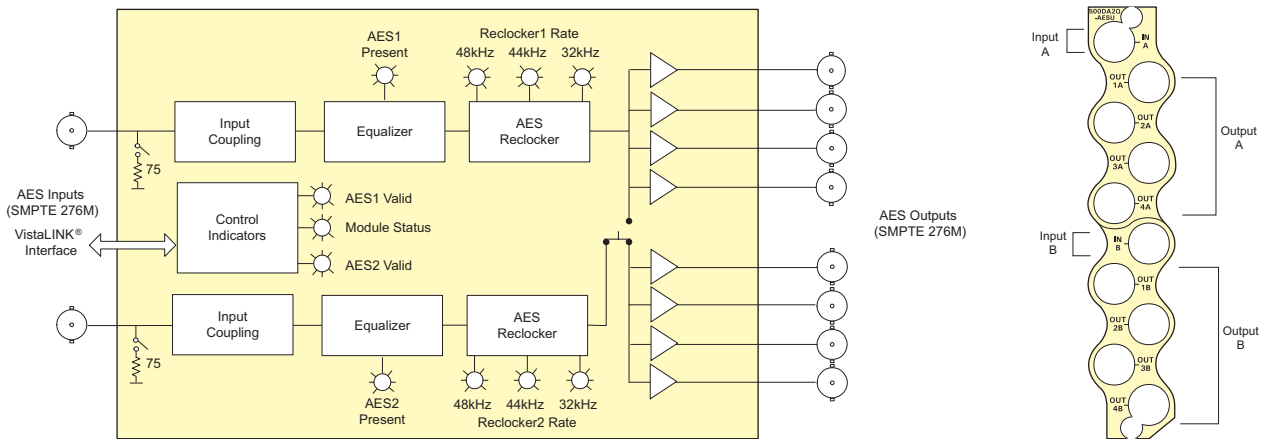 AES1
Present
Reclocker1 Rate
48kHz 44kHz 32kHz
Input
Coupling
Equalizer
AES
Reclocker
75
AES Inputs
(SMPTE 276M)
VistaLINK®
Interface
Control
Indicators
AES1 Valid
Module Status
AES2 Valid
AES Outputs
(SMPTE 276M)
Input
Coupling
Equalizer
AES
Reclocker
75
AES2
Present
48kHz 44kHz 32kHz
Reclocker2 Rate
500DA2Q
-AESU
Input
A
IN
A
OUT
1A
OUT
2A
OUT
3A
OUT
4A
Output
A
Input
B
IN
B
OUT
1B
OUT
2B
OUT
3B
OUT
4B
Output
B